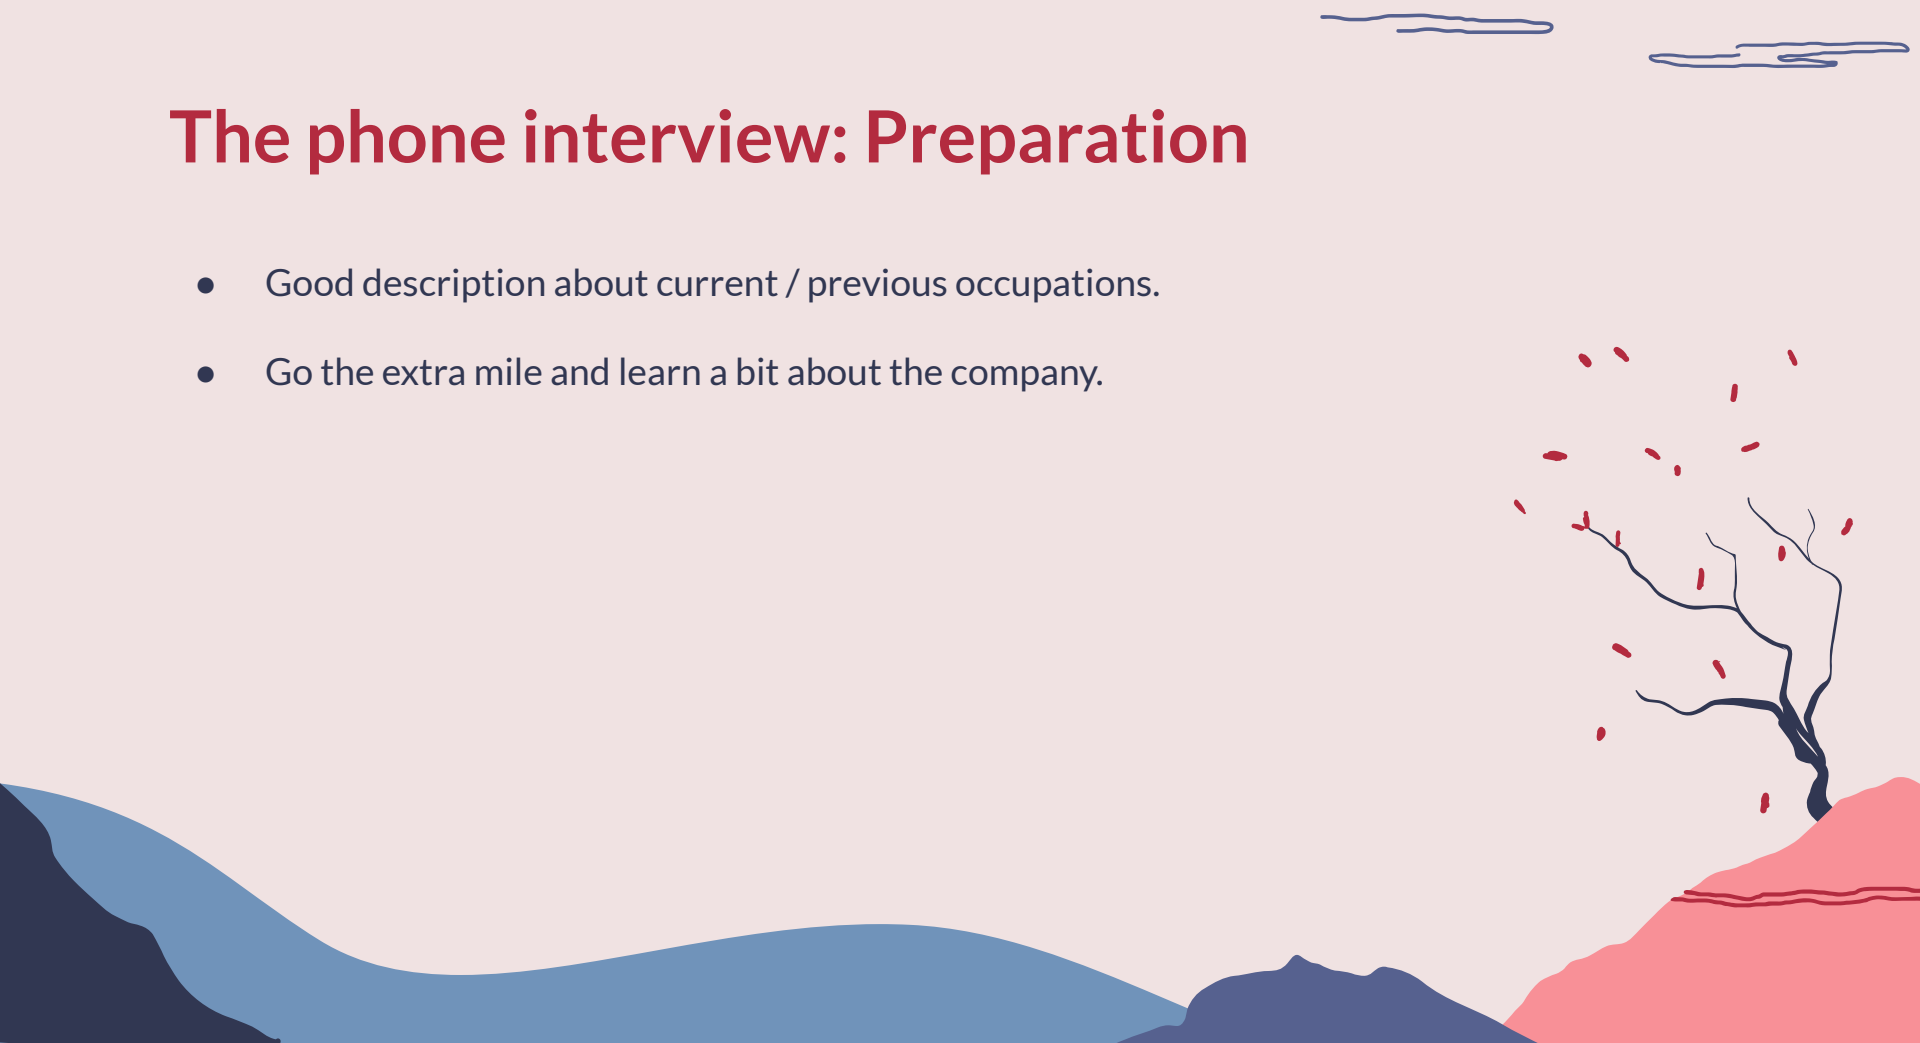 The phone interview: Preparation
● Good description about current / previous occupations.
● Go the extra mile and learn a bit about the company.